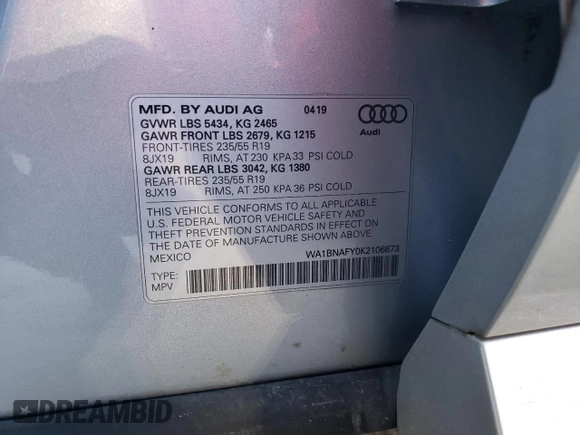 MFD. BY AUDI AG 0419
GVWR LBS 5434, KG 2465
GAWR FRONT LBS 2679, KG 1215
FRONT-TIRES 235/55 R19
8JX19 RIMS, AT 230 KPA 33 PSI COLD
GAWR REAR LBS 3042, KG 1380
REAR-TIRES 235/55 R19
8JX19 RIMS, AT 250 KPA 36 PSI COLD
Audi
THIS VEHICLE CONFORMS TO ALL APPLICABLE
U.S. FEDERAL MOTOR VEHICLE SAFETY AND
THEFT PREVENTION STANDARDS IN EFFECT ON
THE DATE OF MANUFACTURE SHOWN ABOVE
MEXICO WA1BNAFY0K2106673
TYPE:
MPV
DREAMBID